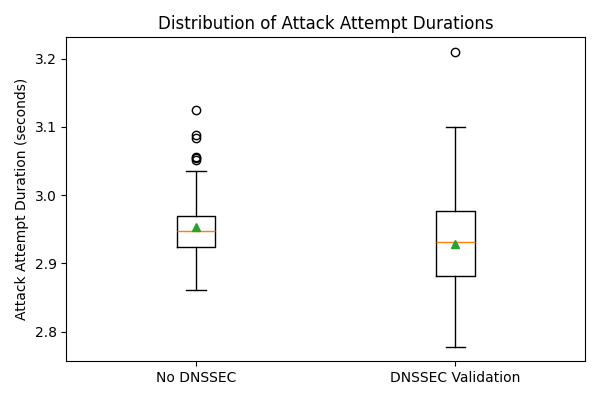 Distribution of Attack Attempt Durations
Attack Attempt Duration (seconds)
3.2
3.1
3.0
2.9
2.8
No DNSSEC
DNSSEC Validation